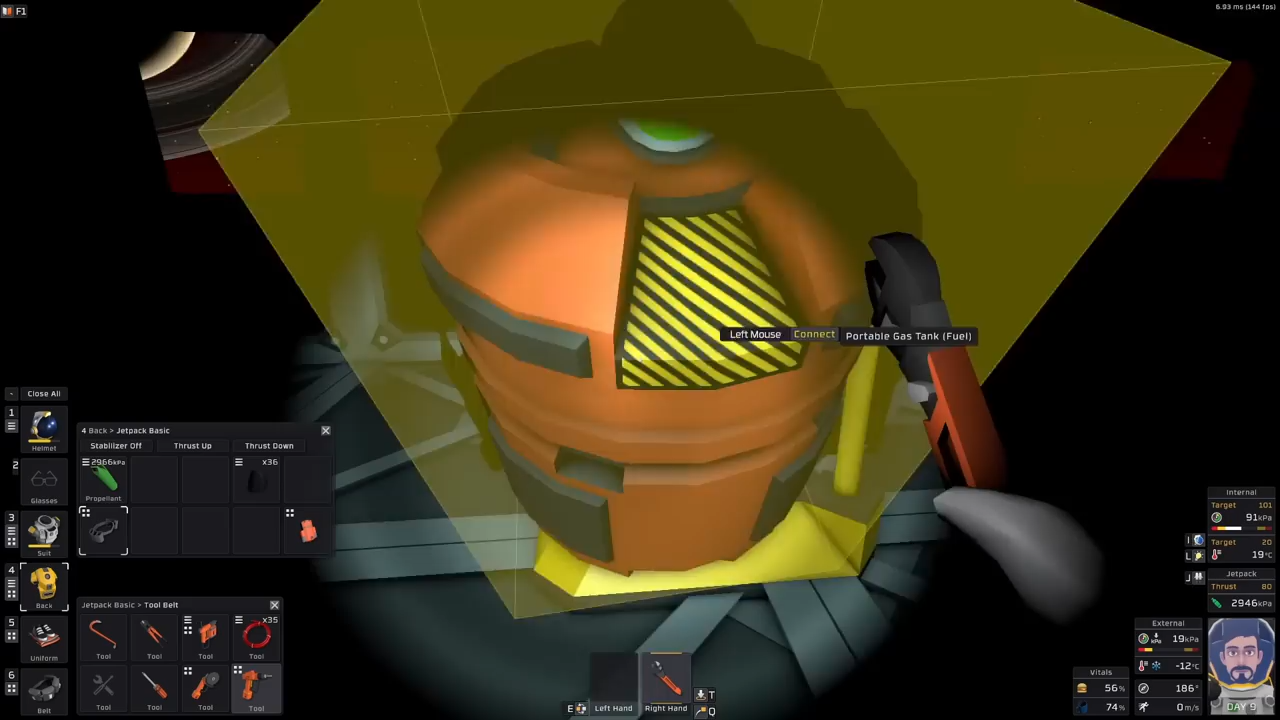 F1
6.93 ms (144 fps)
Left Mouse Connect Portable Gas Tank (Fuel)
- Close All
1
Helmet
2
Glasses
3
Suit
4
Back
5
Uniform
6
Belt
4 Back > Jetpack Basic
Stabilizer Off Thrust Up Thrust Down
2966kPa x36
Propellant
Jetpack Basic > Tool Belt
x35
Tool Tool Tool Tool
Tool Tool Tool Tool
E Left Hand Right Hand T
Q
Internal
Target 101
91kPa
Target 20
19°C
I
L
J
Jetpack
Thrust 80
2946kPa
External
kPa 19kPa
-12°C
186°
0m/s
Vitals
56%
74%
DAY 9